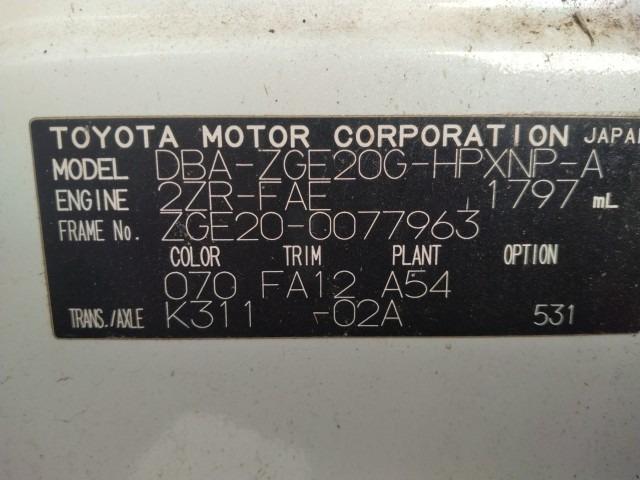 TOYOTA MOTOR CORPORATION JAPAN
MODEL DBA-ZGE20G-HPXNP-A
ENGINE 2ZR-FAE 1797 mL
FRAME No. ZGE20-0077963
COLOR TRIM PLANT OPTION
070 FA12 A54
TRANS./AXLE K311 -02A 531